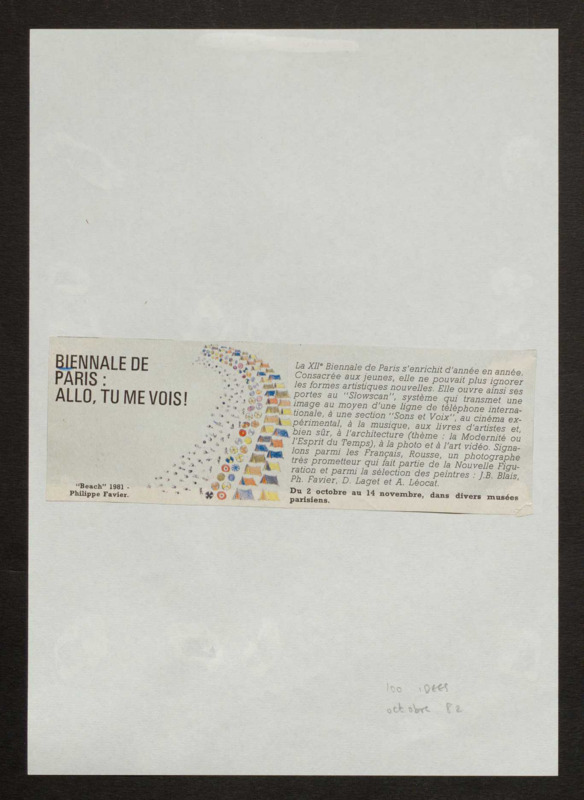 BIENNALE DE
PARIS :
ALLO, TU ME VOIS!
"Beach" 1981 -
Philippe Favier.
La XIIe Biennale de Paris s'enrichit d'année en année.
Consacrée aux jeunes, elle ne pouvait plus ignorer
les formes artistiques nouvelles. Elle ouvre ainsi ses
portes au "Slowscan", système qui transmet une
image au moyen d'une ligne de téléphone interna-
tionale, à une section "Sons et Voix", au cinéma ex-
périmental, à la musique, aux livres d'artistes et,
bien sûr, à l'architecture (thème : la Modernité ou
l'Esprit du Temps), à la photo et à l'art vidéo. Signa-
lons parmi les Français, Rousse, un photographe
très prometteur qui fait partie de la Nouvelle Figu-
ration et parmi la sélection des peintres : J.B. Blais,
Ph. Favier, D. Laget et A. Léocat.
Du 2 octobre au 14 novembre, dans divers musées
parisiens.
100 IDEES
octobre 82